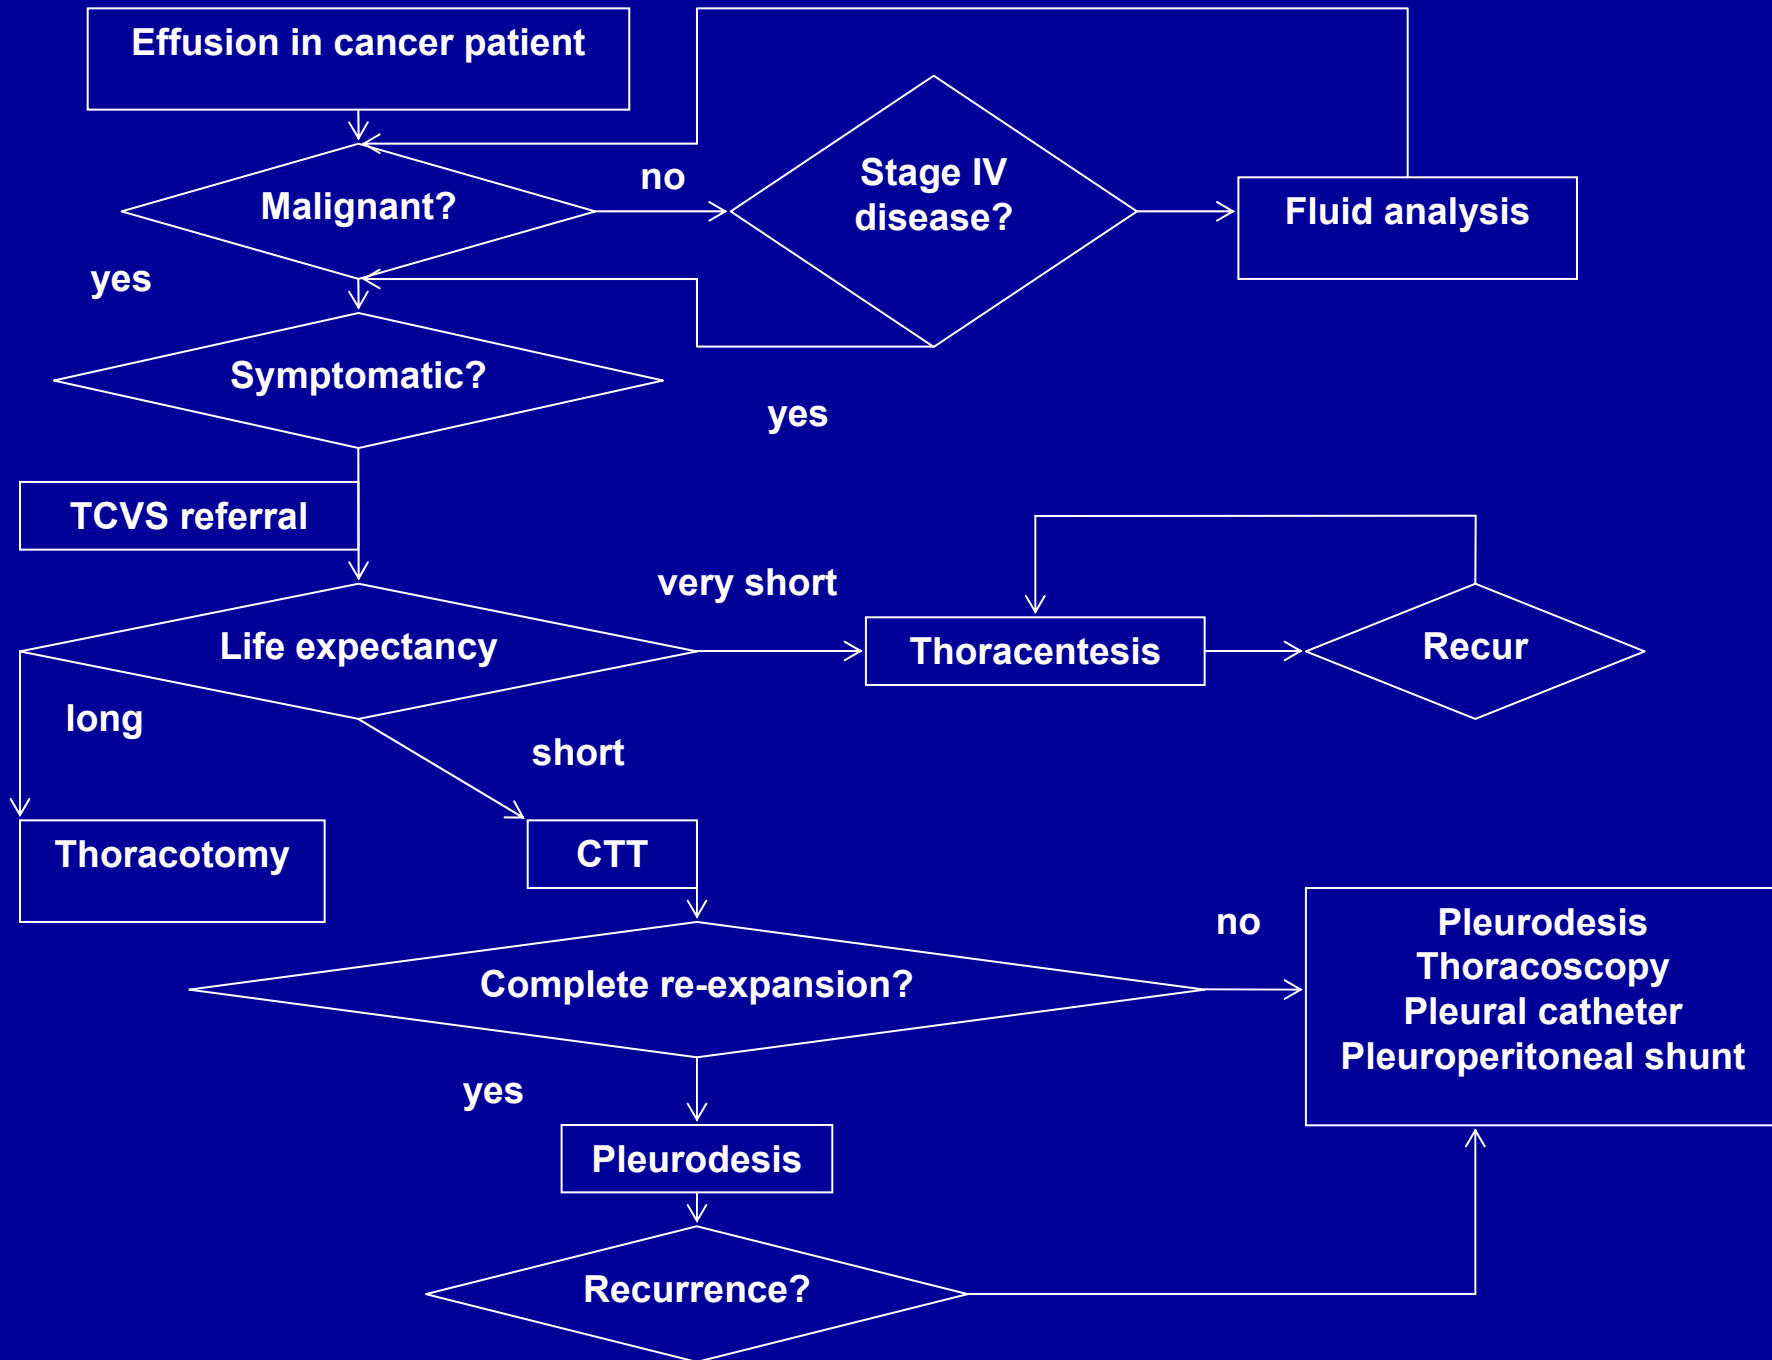 Effusion in cancer patient
Malignant?
no
Stage IV
disease?
Fluid analysis
yes
Symptomatic?
yes
TCVS referral
very short
Life expectancy
Thoracentesis
Recur
long
short
Thoracotomy
CTT
no
Pleurodesis
Thoracoscopy
Pleural catheter
Pleuroperitoneal shunt
Complete re-expansion?
yes
Pleurodesis
Recurrence?